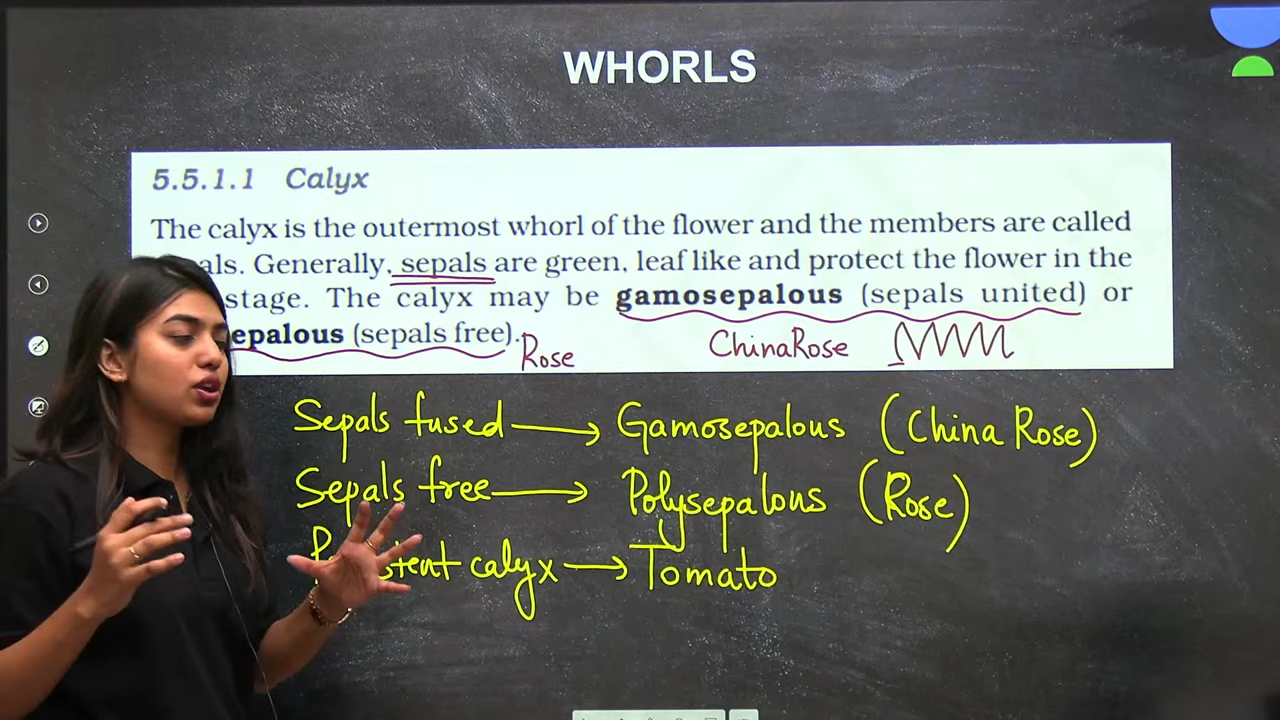 WHORLS
5.5.1.1 Calyx
The calyx is the outermost whorl of the flower and the members are called
als. Generally, sepals are green, leaf like and protect the flower in the
stage. The calyx may be gamosepalous (sepals united) or
epalous (sepals free).
Rose ChinaRose
Sepals fused → Gamosepalous (China Rose)
Sepals free → Polysepalous (Rose)
calyx → Tomato